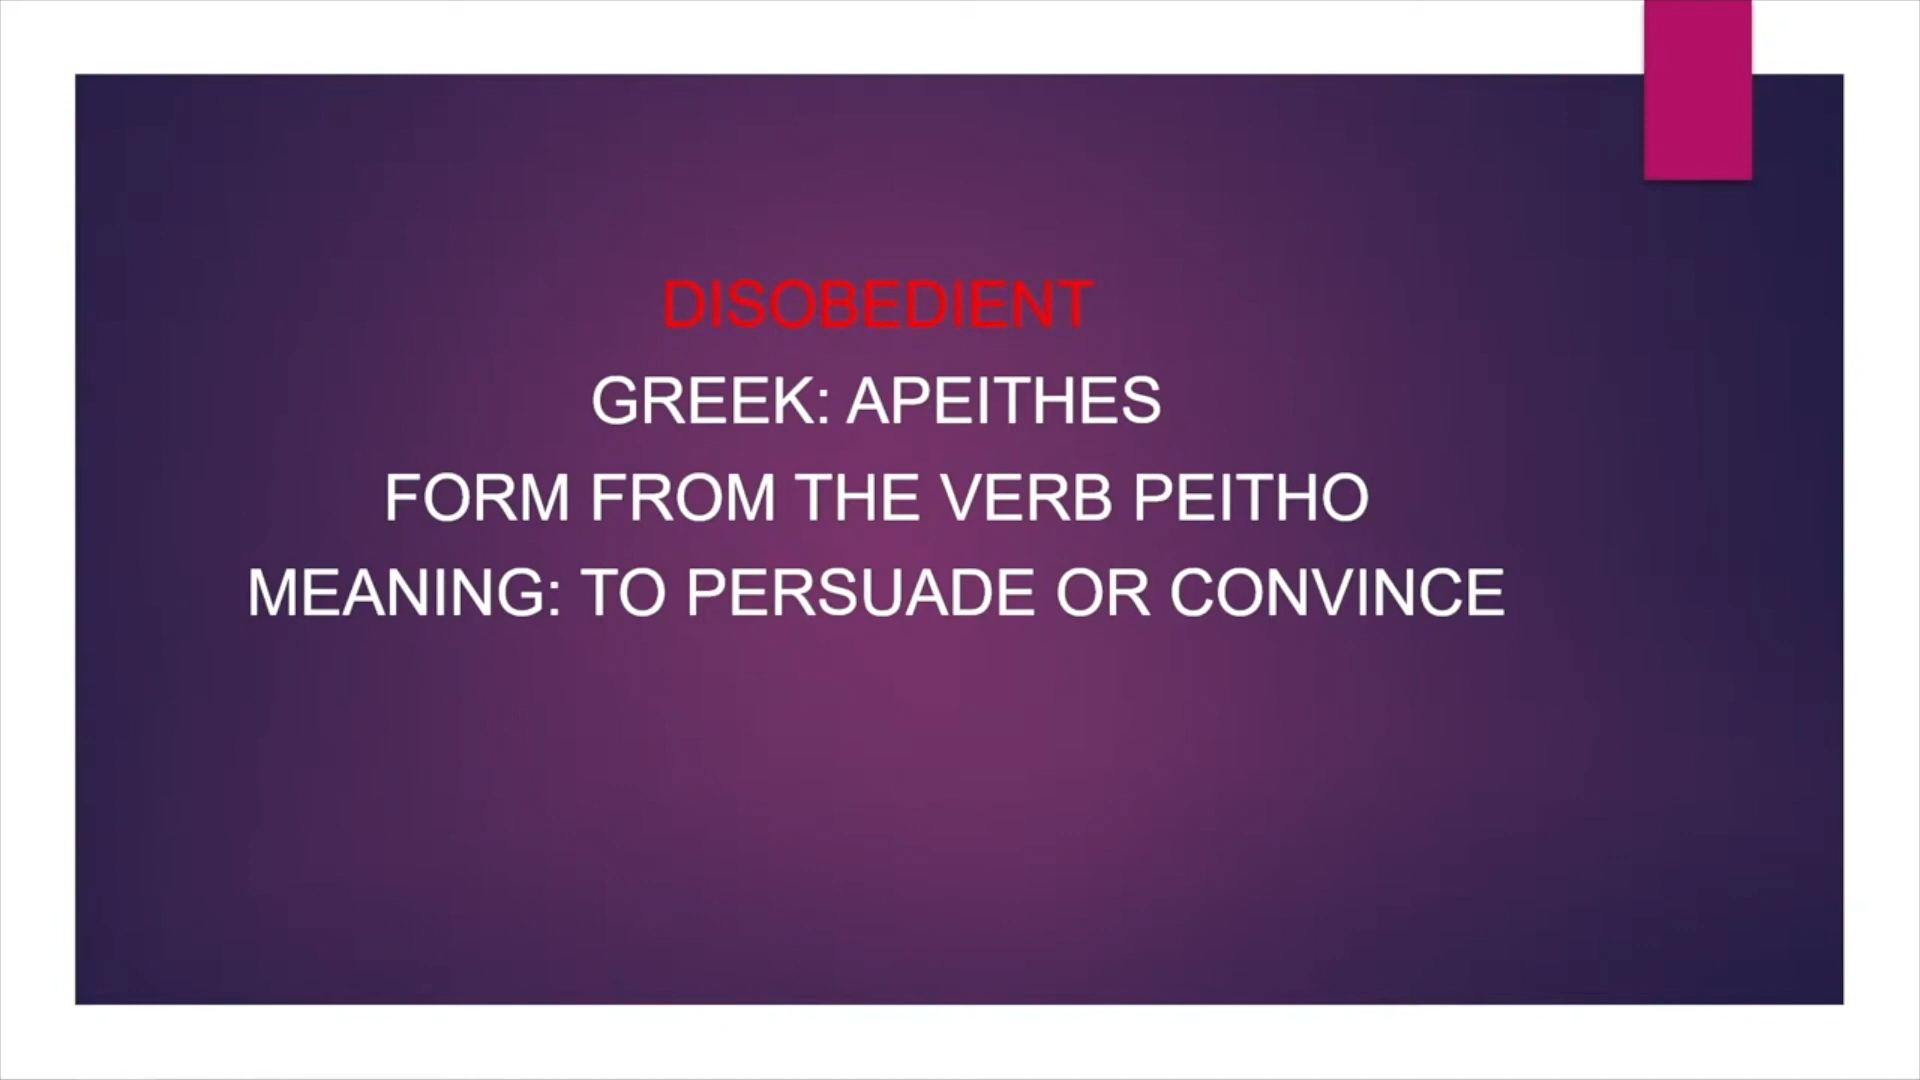 DISOBEDIENT
GREEK: APEITHES
FORM FROM THE VERB PEITHO
MEANING: TO PERSUADE OR CONVINCE